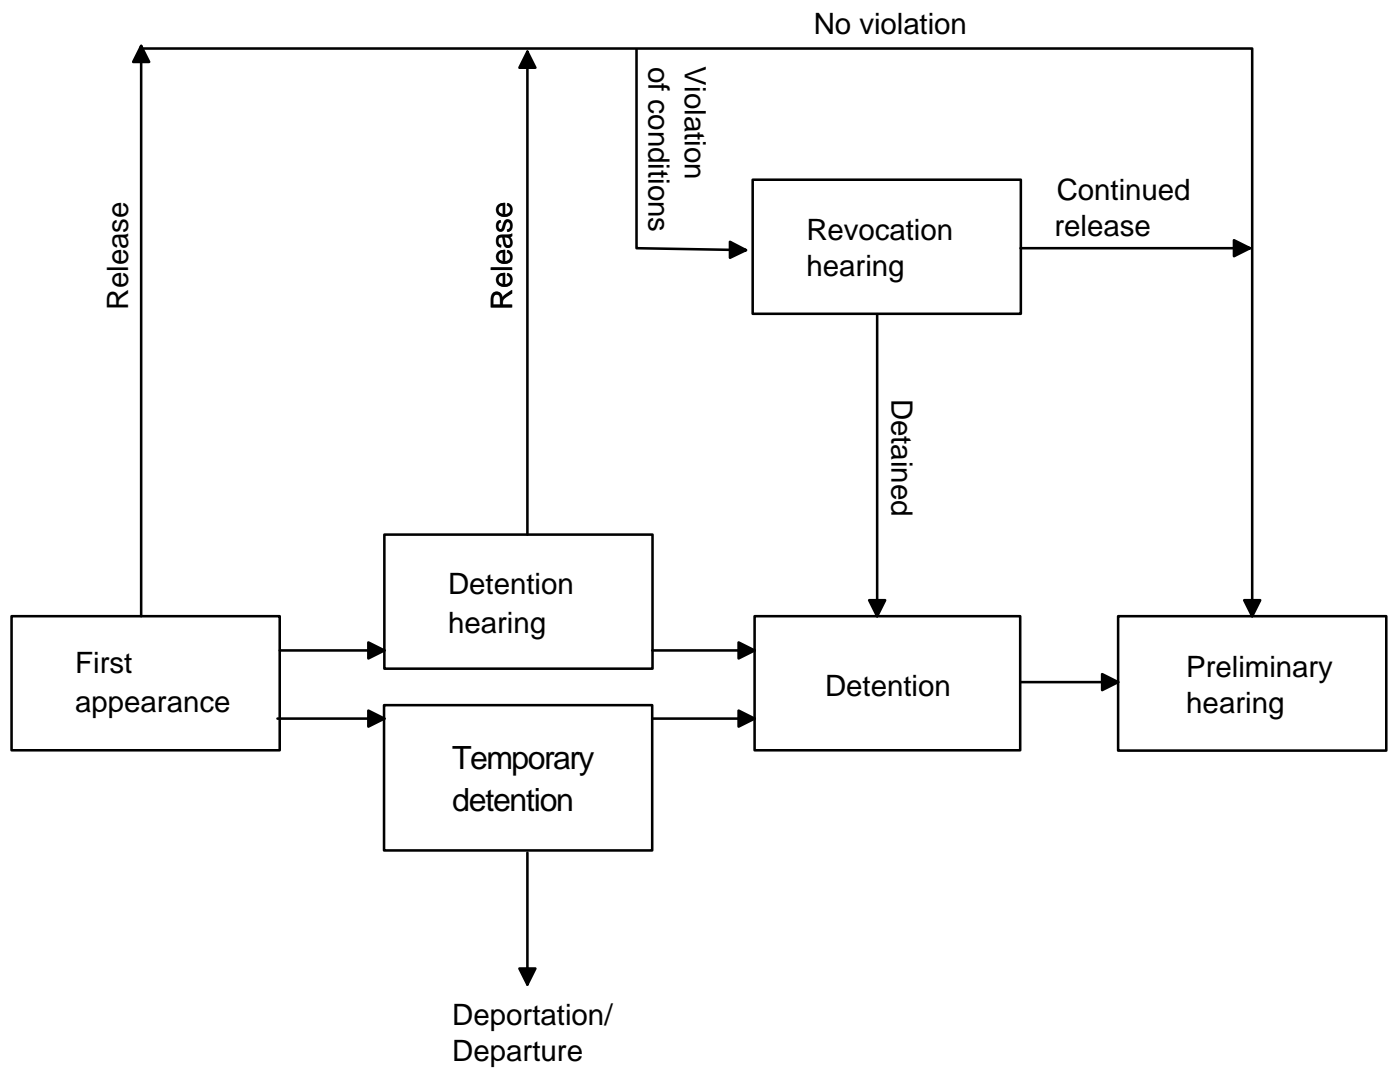 No violation
Violation
of conditions
Release
Release
Continued
release
Revocation
hearing
Detained
Detention
hearing
First
appearance
Detention
Preliminary
hearing
Temporary
detention
Deportation/
Departure